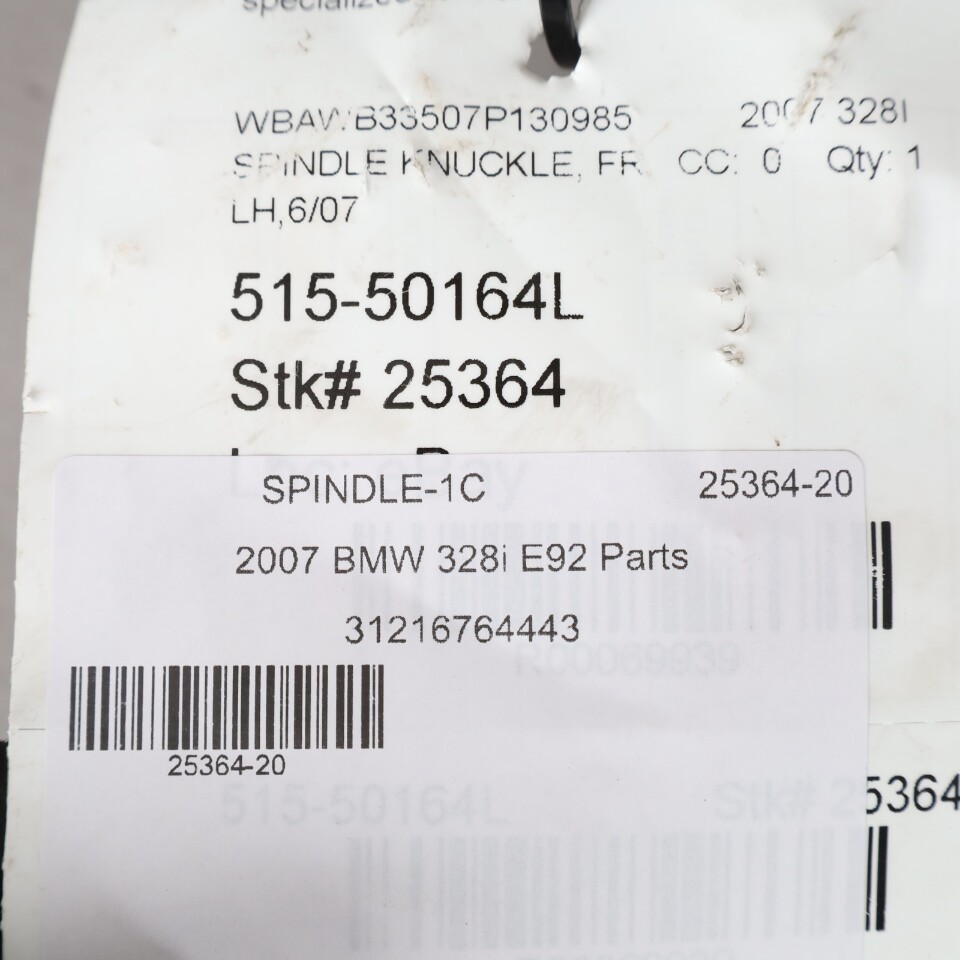 WBAWB33507P130985 2007 328I
SPINDLE KNUCKLE, FR CC: 0 Qty: 1
LH,6/07
515-50164L
Stk# 25364
SPINDLE-1C 25364-20
2007 BMW 328i E92 Parts
31216764443
R00069939
25364-20
515-50164L Stk# 25364